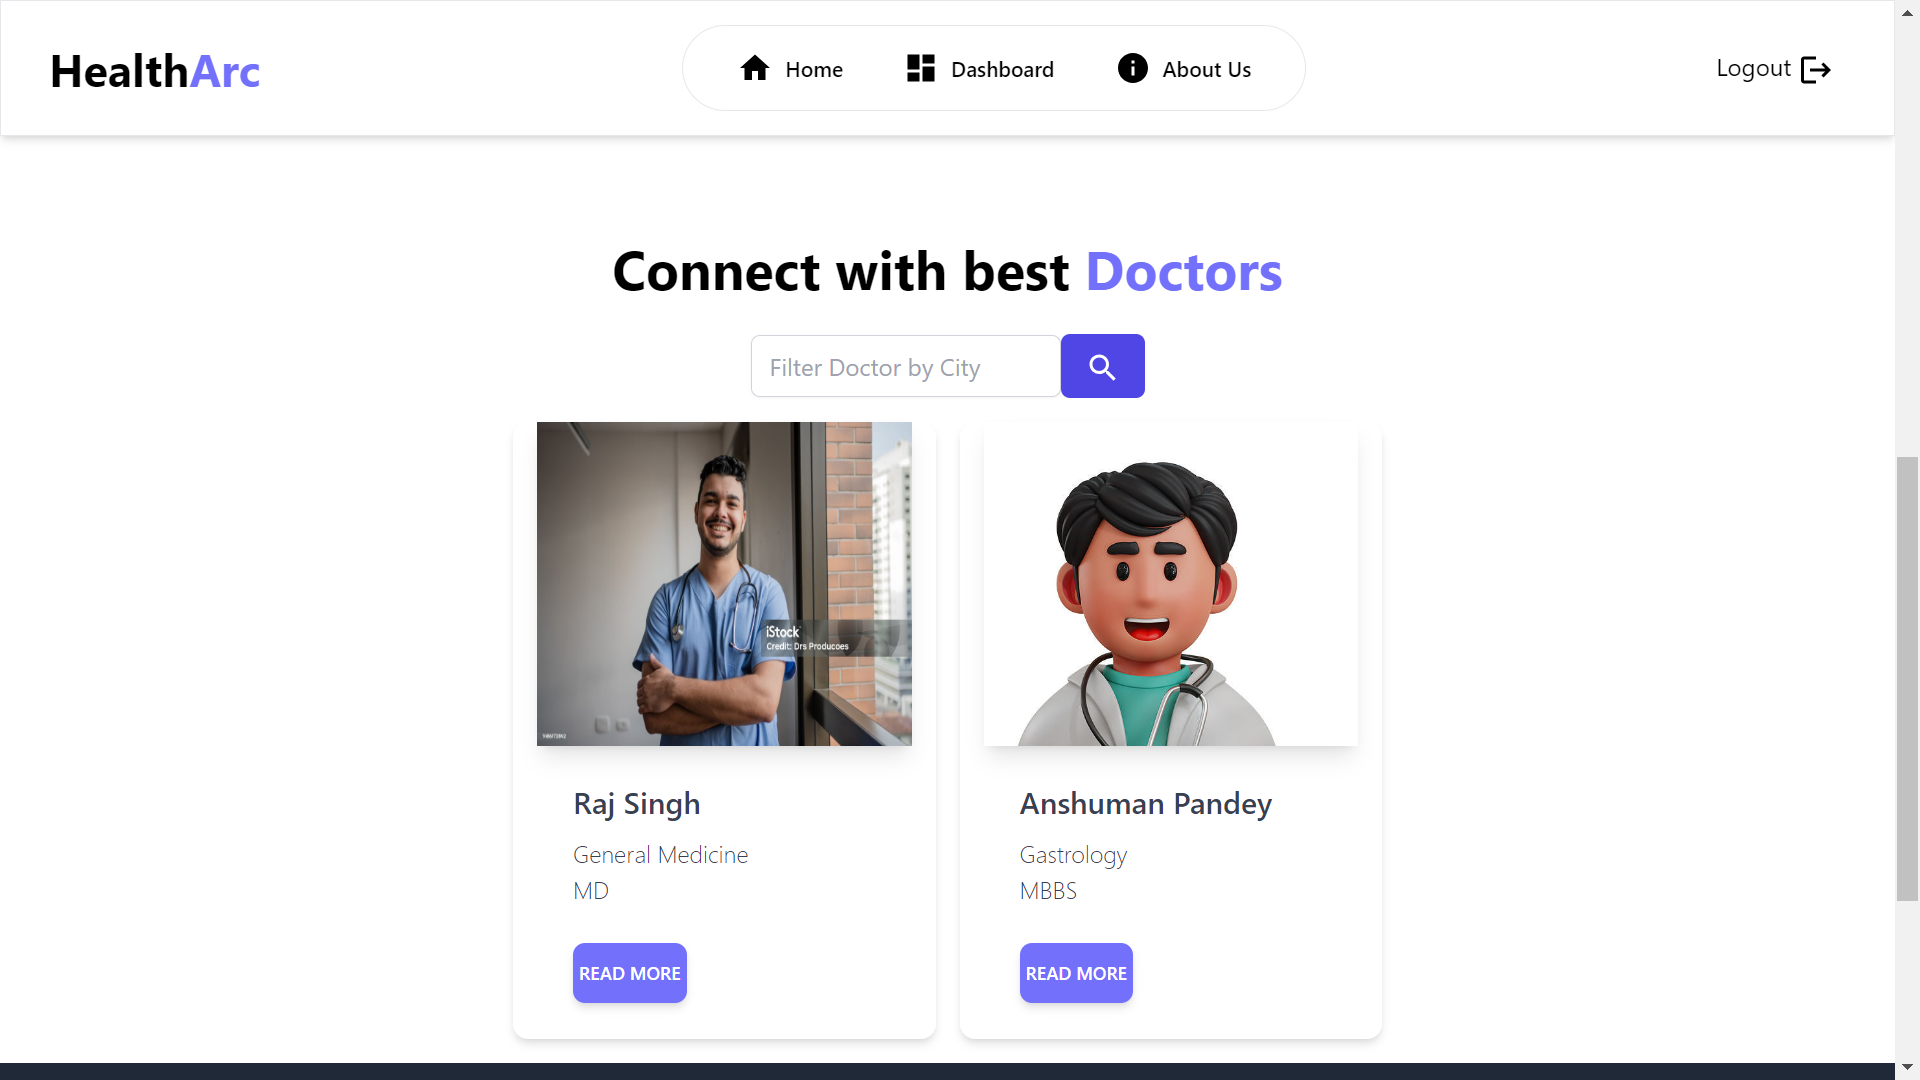 HealthArc
Home
Dashboard
About Us
Logout
Connect with best Doctors
Filter Doctor by City
iStock
Credit: Drs Producoes
Raj Singh
General Medicine
MD
READ MORE
Anshuman Pandey
Gastrology
MBBS
READ MORE